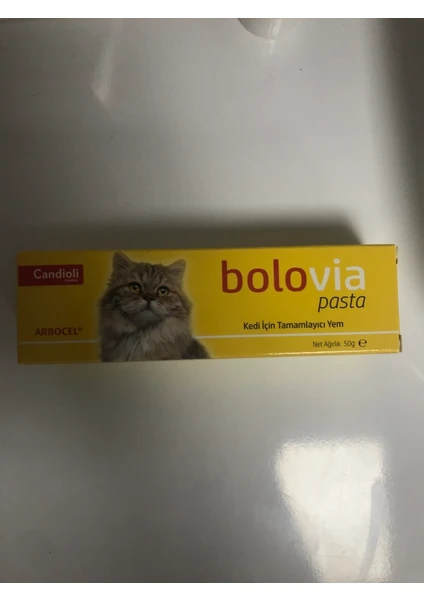 Candioli
bolovia
pasta
ARBOCEL®
Kedi İçin Tamamlayıcı Yem
Net Ağırlık 50g ℮